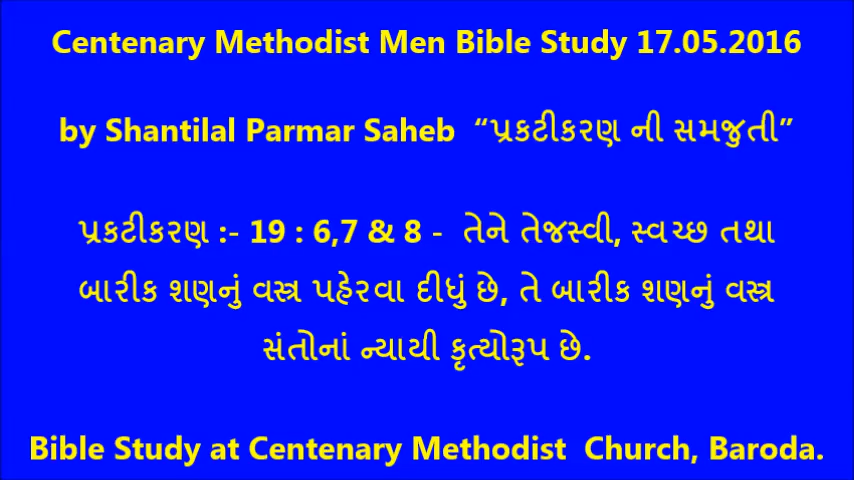 Centenary Methodist Men Bible Study 17.05.2016
by Shantilal Parmar Saheb “પ્રકટીકરણ ની સમજુતી”
પ્રકટીકરણ :- 19 : 6,7 & 8 - તેને તેજસ્વી, સ્વચ્છ તથા
બારીક શણનું વસ્ત્ર પહેરવા દીધું છે, તે બારીક શણનું વસ્ત્ર
સંતોનાં ન્યાયી કૃત્યોરૂપ છે.
Bible Study at Centenary Methodist Church, Baroda.